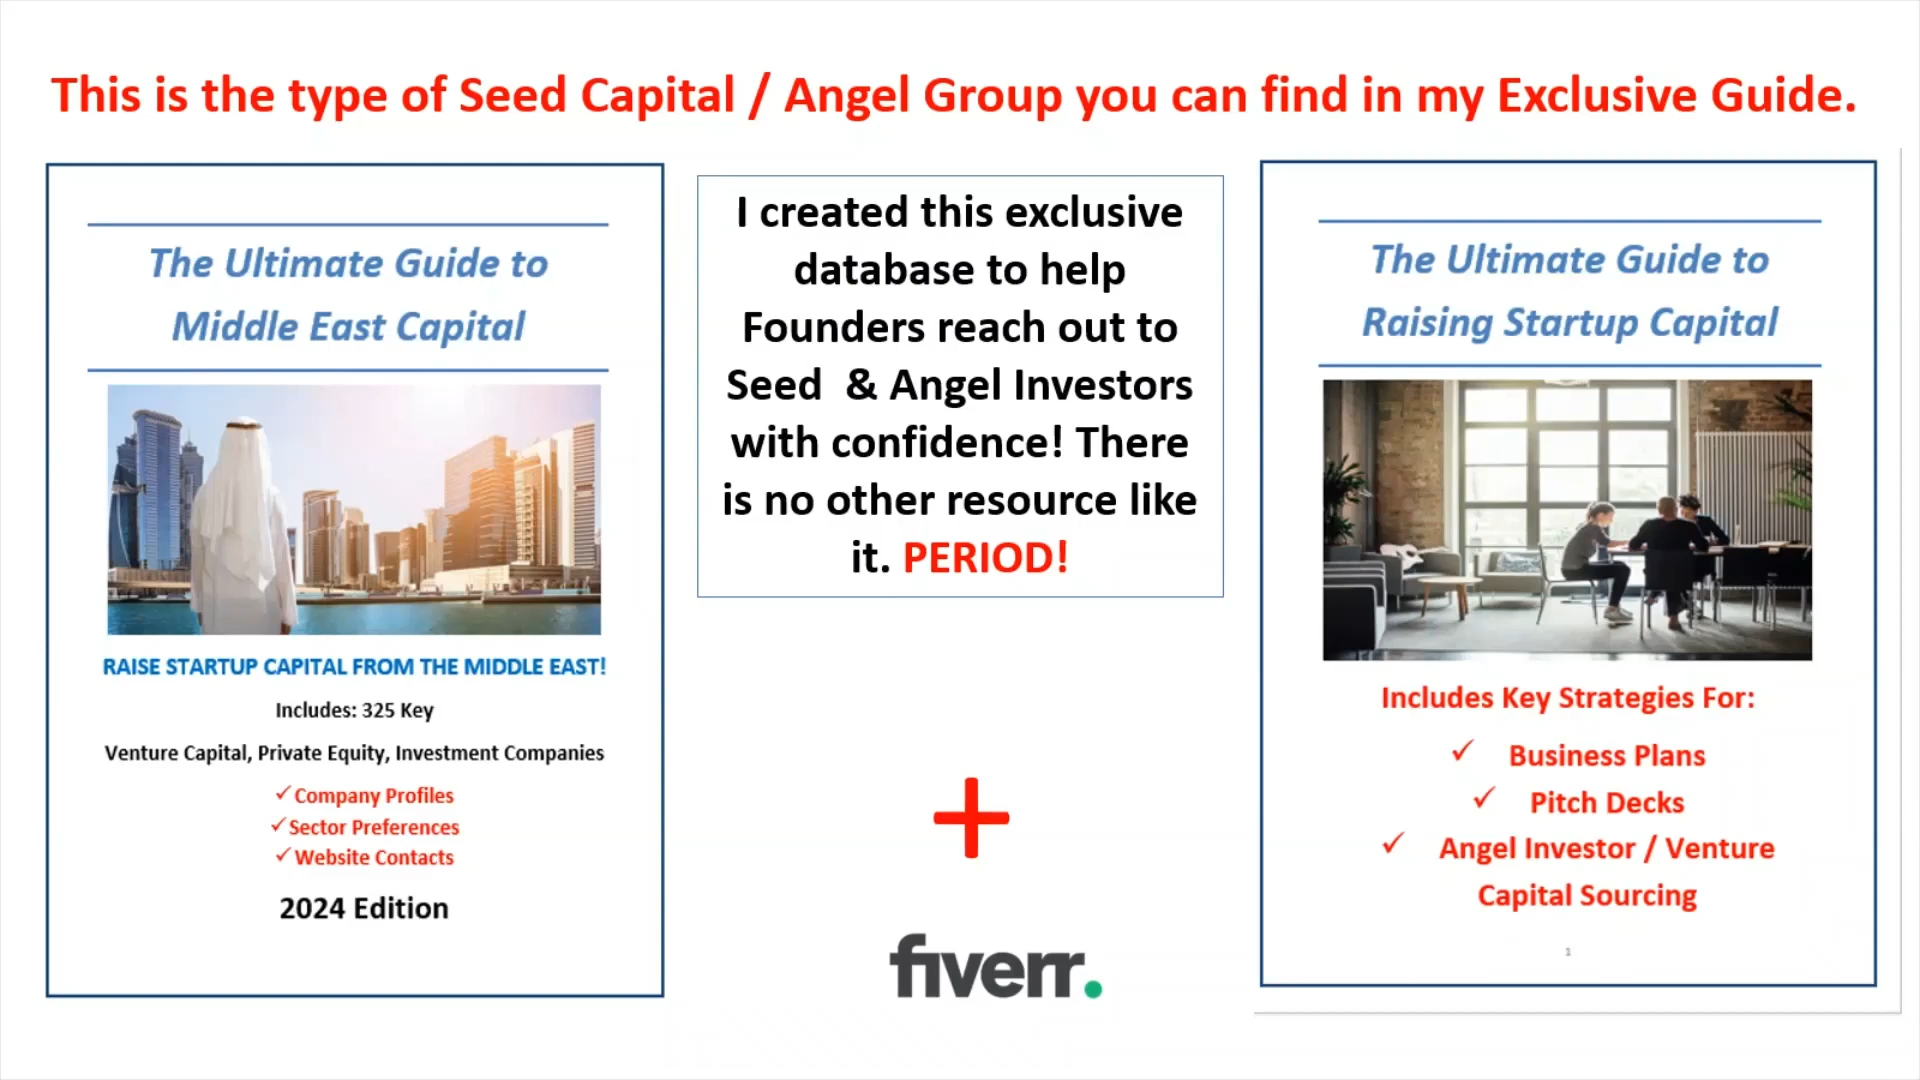 This is the type of Seed Capital / Angel Group you can find in my Exclusive Guide.
The Ultimate Guide to
Middle East Capital
RAISE STARTUP CAPITAL FROM THE MIDDLE EAST!
Includes: 325 Key
Venture Capital, Private Equity, Investment Companies
✓Company Profiles
✓Sector Preferences
✓Website Contacts
2024 Edition
I created this exclusive
database to help
Founders reach out to
Seed & Angel Investors
with confidence! There
is no other resource like
it. PERIOD!
+
fiverr.
The Ultimate Guide to
Raising Startup Capital
Includes Key Strategies For:
✓ Business Plans
✓ Pitch Decks
✓ Angel Investor / Venture
Capital Sourcing
1